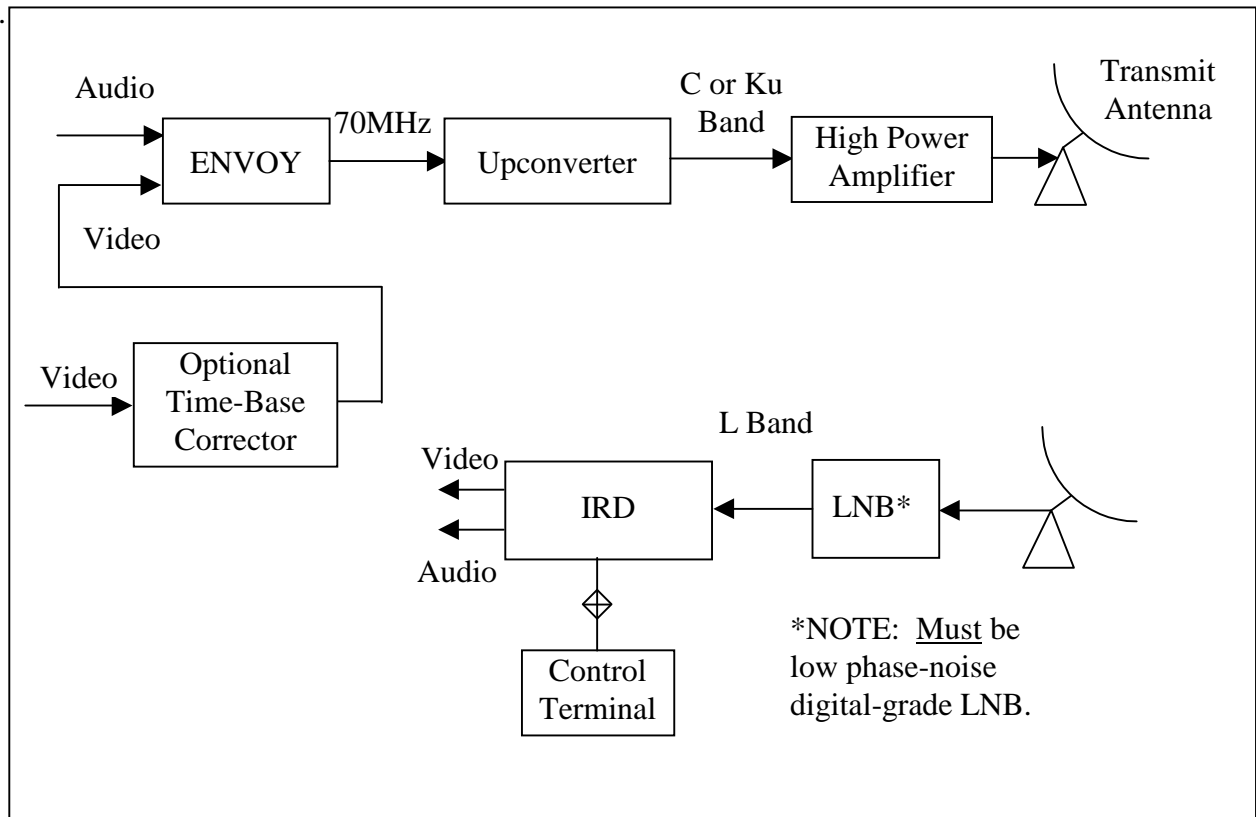 .
Audio
ENVOY
70MHz
Upconverter
C or Ku
Band
High Power
Amplifier
Transmit
Antenna
Video
Video
Optional
Time-Base
Corrector
L Band
Video
IRD
LNB*
Audio
Control
Terminal
*NOTE: Must be
low phase-noise
digital-grade LNB.